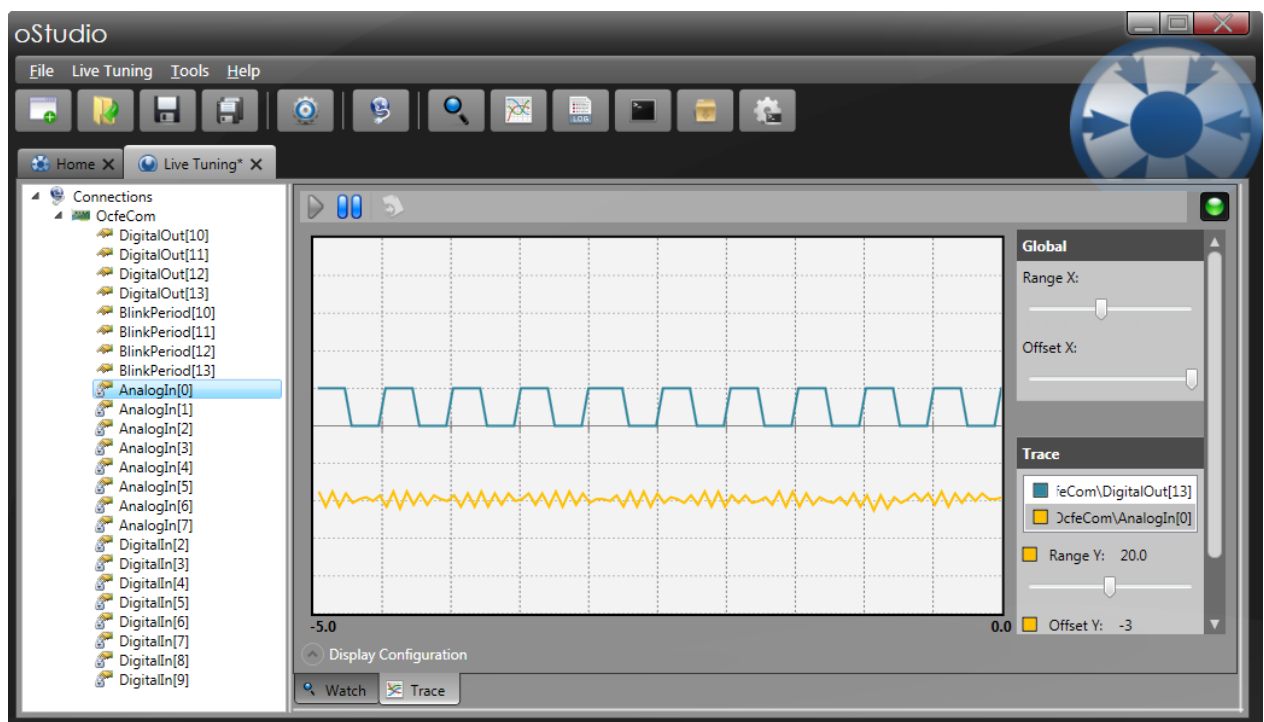 oStudio
File Live Tuning Tools Help
LOG
Home Live Tuning*
Connections
OcfeCom
DigitalOut[10]
DigitalOut[11]
DigitalOut[12]
DigitalOut[13]
BlinkPeriod[10]
BlinkPeriod[11]
BlinkPeriod[12]
BlinkPeriod[13]
AnalogIn[0]
AnalogIn[1]
AnalogIn[2]
AnalogIn[3]
AnalogIn[4]
AnalogIn[5]
AnalogIn[6]
AnalogIn[7]
DigitalIn[2]
DigitalIn[3]
DigitalIn[4]
DigitalIn[5]
DigitalIn[6]
DigitalIn[7]
DigitalIn[8]
DigitalIn[9]
-5.0 0.0
Display Configuration
Watch Trace
Global
Range X:
Offset X:
Trace
feCom\DigitalOut[13]
OcfeCom\AnalogIn[0]
Range Y: 20.0
Offset Y: -3